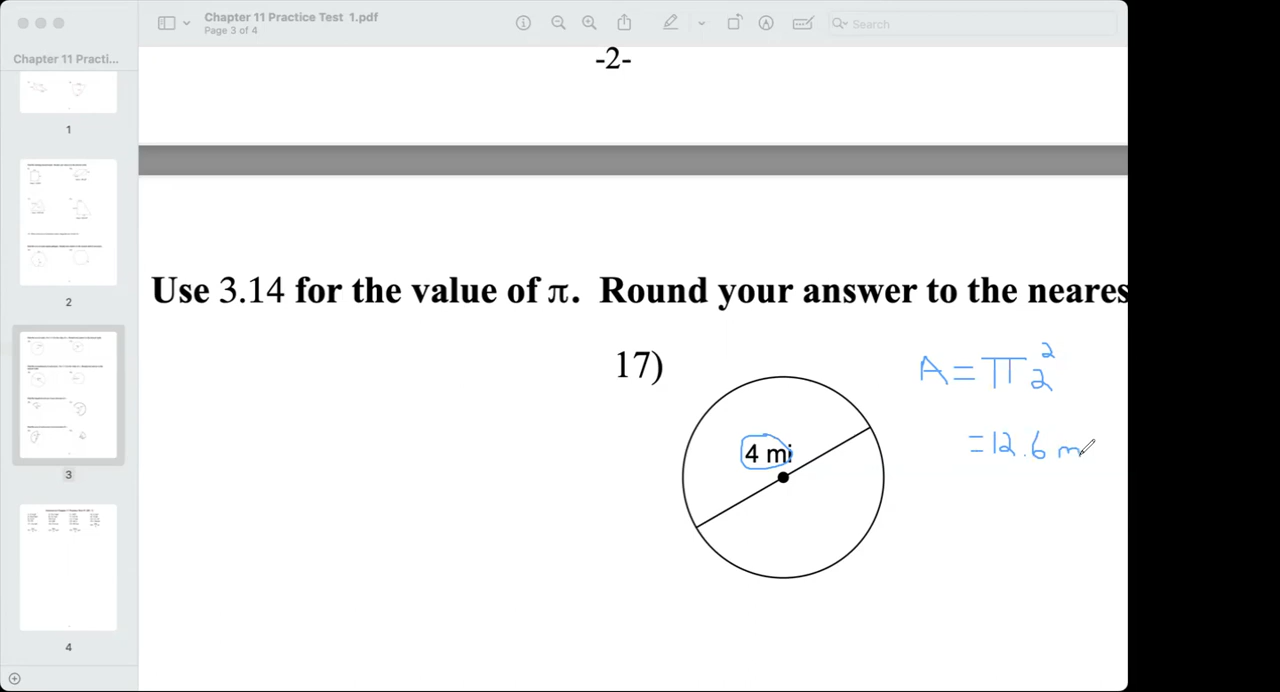 Chapter 11 Practice Test 1.pdf
Page 3 of 4
Search
Chapter 11 Practi...
1
2
3
4
-2-
Use 3.14 for the value of π. Round your answer to the neares
17)
4 mi
A = π 2²
= 12.6 m